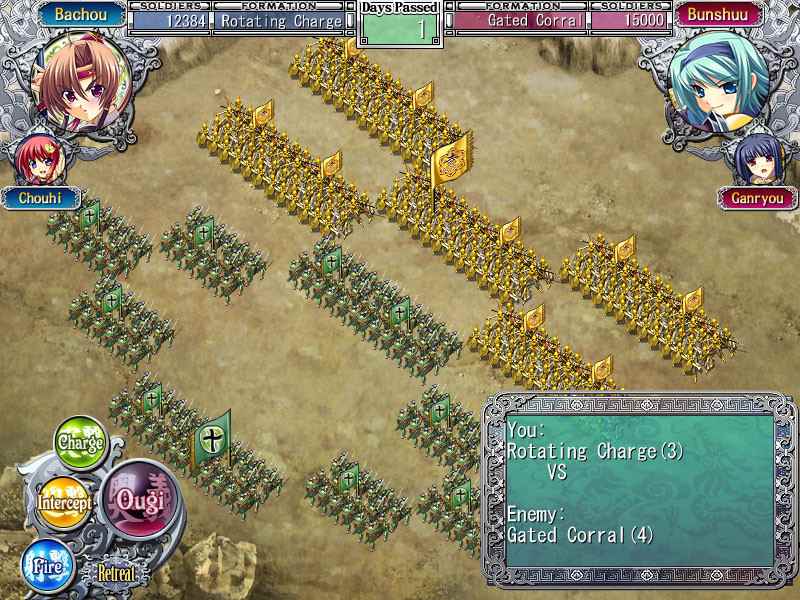 Bachou
SOLDIERS
12384
FORMATION
Rotating Charge
Days Passed
1
FORMATION
Gated Corral
SOLDIERS
15000
Bunshuu
Chouhi
Ganryou
Charge
Intercept
Ougi
Fire
Retreat
You:
Rotating Charge(3)
VS
Enemy:
Gated Corral(4)